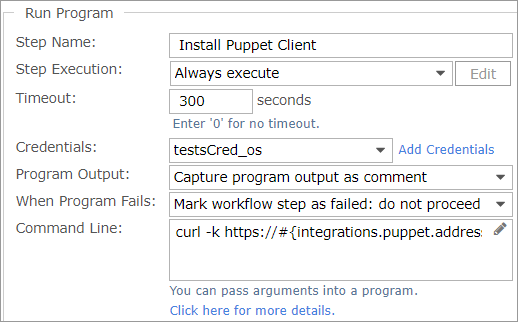 Run Program
Step Name: Install Puppet Client
Step Execution: Always execute Edit
Timeout: 300 seconds
Enter '0' for no timeout.
Credentials: testsCred_os Add Credentials
Program Output: Capture program output as comment
When Program Fails: Mark workflow step as failed: do not proceed
Command Line: curl -k https://#{integrations.puppet.address
You can pass arguments into a program.
Click here for more details.